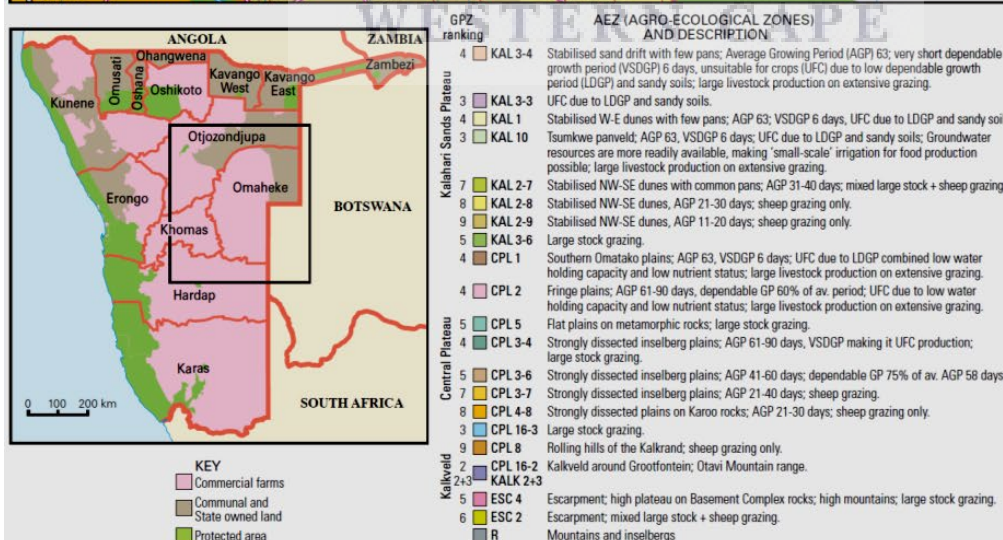 WESTERN CAPE
ANGOLA
ZAMBIA
Ohangwena
Omusati
Oshana
Oshikoto
Kavango
West
Kavango
East
Zambezi
Kunene
Otjozondjupa
Omaheke
Erongo
BOTSWANA
Khomas
Hardap
Karas
SOUTH AFRICA
0 100 200 km
KEY
Commercial farms
Communal and
State owned land
Protected area
GPZ
ranking
AEZ (AGRO-ECOLOGICAL ZONES)
AND DESCRIPTION
Kalahari Sands Plateau
4 KAL 3-4 Stabilised sand drift with few pans; Average Growing Period (AGP) 63; very short dependable
growth period (VSDGP) 6 days, unsuitable for crops (UFC) due to low dependable growth
period (LDGP) and sandy soils; large livestock production on extensive grazing.
3 KAL 3-3 UFC due to LDGP and sandy soils.
4 KAL 1 Stabilised W-E dunes with few pans; AGP 63; VSDGP 6 days, UFC due to LDGP and sandy soil
3 KAL 10 Tsumkwe panveld; AGP 63, VSDGP 6 days; UFC due to LDGP and sandy soils; Groundwater
resources are more readily available, making 'small-scale' irrigation for food production
possible; large livestock production on extensive grazing.
7 KAL 2-7 Stabilised NW-SE dunes with common pans; AGP 31-40 days; mixed large stock + sheep grazing
8 KAL 2-8 Stabilised NW-SE dunes, AGP 21-30 days; sheep grazing only.
9 KAL 2-9 Stabilised NW-SE dunes, AGP 11-20 days; sheep grazing only.
5 KAL 3-6 Large stock grazing.
Central Plateau
4 CPL 1 Southern Omatako plains; AGP 63, VSDGP 6 days; UFC due to LDGP combined low water
holding capacity and low nutrient status; large livestock production on extensive grazing.
4 CPL 2 Fringe plains; AGP 61-90 days, dependable GP 60% of av. period; UFC due to low water
holding capacity and low nutrient status; large livestock production on extensive grazing.
5 CPL 5 Flat plains on metamorphic rocks; large stock grazing.
4 CPL 3-4 Strongly dissected inselberg plains; AGP 61-90 days, VSDGP making it UFC production;
large stock grazing.
5 CPL 3-6 Strongly dissected inselberg plains; AGP 41-60 days; dependable GP 75% of av. AGP 58 days
7 CPL 3-7 Strongly dissected inselberg plains; AGP 21-40 days; sheep grazing.
8 CPL 4-8 Strongly dissected plains on Karoo rocks; AGP 21-30 days; sheep grazing only.
3 CPL 16-3 Large stock grazing.
9 CPL 8 Rolling hills of the Kalkrand; sheep grazing only.
Kalkveld
2 CPL 16-2 Kalkveld around Grootfontein; Otavi Mountain range.
2+3 KALK 2+3
5 ESC 4 Escarpment; high plateau on Basement Complex rocks; high mountains; large stock grazing.
6 ESC 2 Escarpment; mixed large stock + sheep grazing.
R Mountains and inselbergs